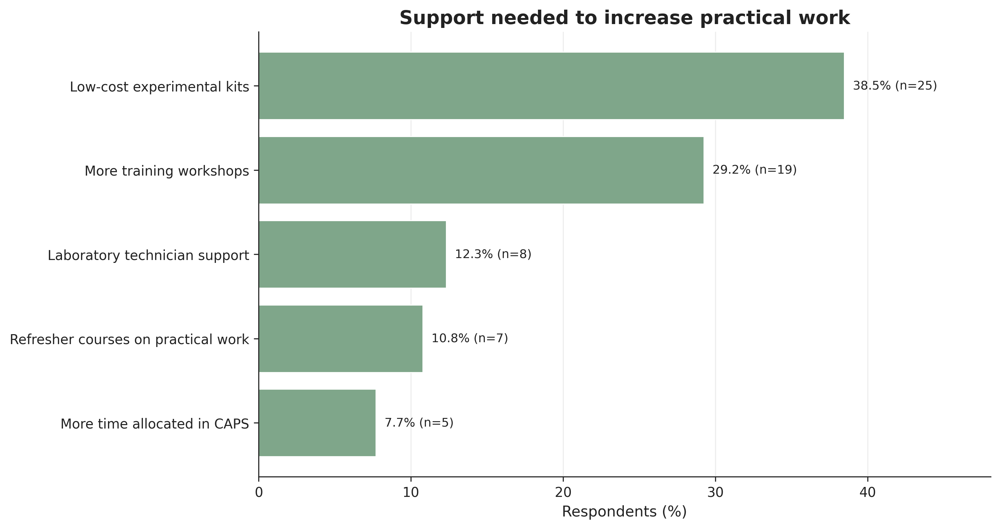 Support needed to increase practical work
Low-cost experimental kits
38.5% (n=25)
More training workshops
29.2% (n=19)
Laboratory technician support
12.3% (n=8)
Refresher courses on practical work
10.8% (n=7)
More time allocated in CAPS
7.7% (n=5)
0 10 20 30 40
Respondents (%)